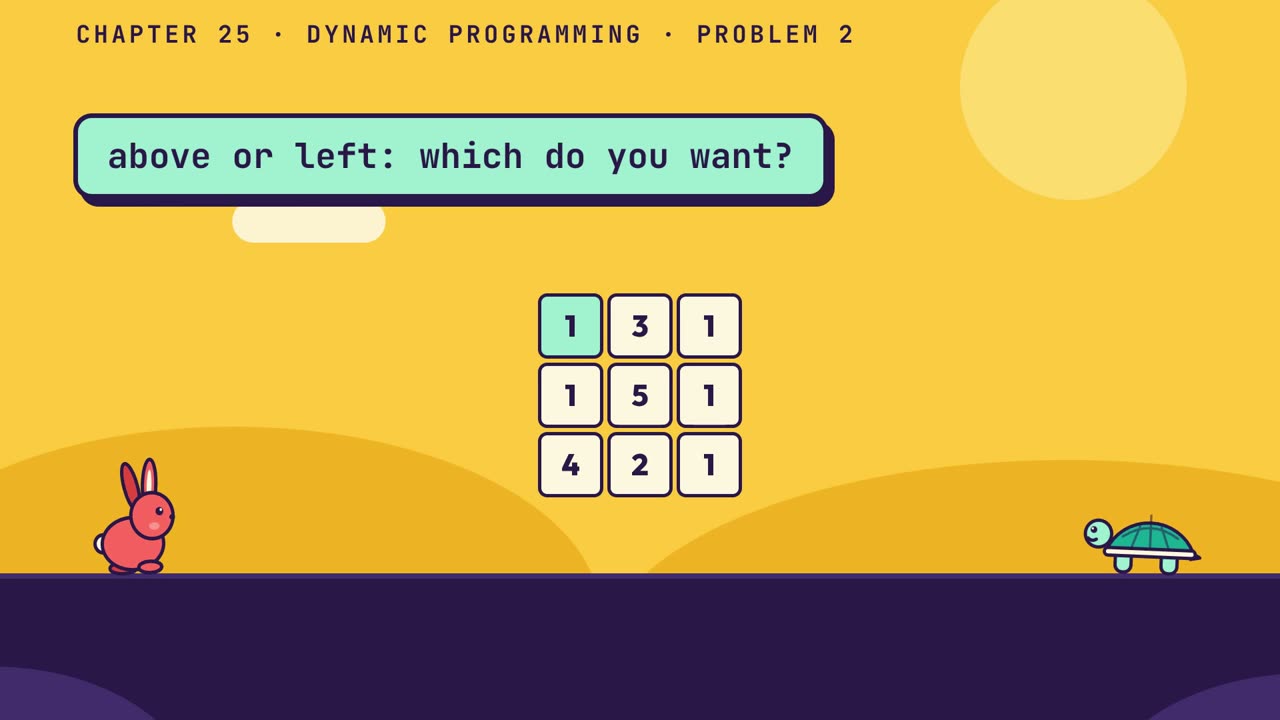 CHAPTER 25 · DYNAMIC PROGRAMMING · PROBLEM 2
above or left: which do you want?
1 3 1
1 5 1
4 2 1